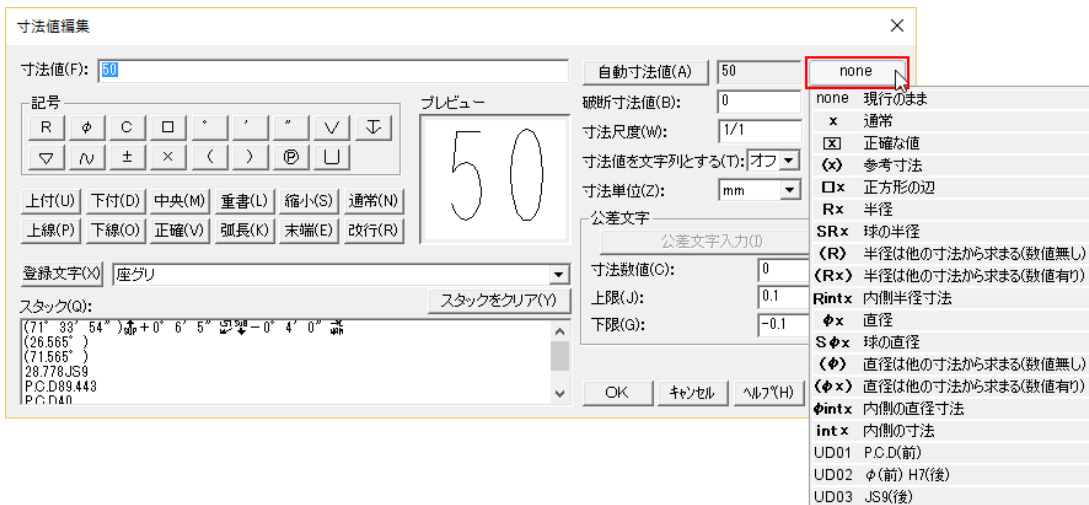 寸法値編集
寸法値(F): 50
自動寸法値(A) 50
none
記号
R φ C □ ° ′ ″ ∨
▽ ± × ( ) Ⓟ
上付(U) 下付(D) 中央(M) 重書(L) 縮小(S) 通常(N)
上線(P) 下線(O) 正確(V) 弧長(K) 末端(E) 改行(R)
プレビュー
50
破断寸法値(B): 0
寸法尺度(W): 1/1
寸法値を文字列とする(T): オフ
寸法単位(Z): mm
公差文字
公差文字入力(I)
寸法数値(C): 0
上限(J): 0.1
下限(G): -0.1
登録文字(X) 座グリ
スタック(Q):
スタックをクリア(Y)
(71° 33′ 54″ ) +0° 6′ 5″ -0° 4′ 0″
(26.565° )
(71.565° )
28.778JS9
P.C.D89.443
P.C.D40
OK キャンセル ヘルプ(H)
none 現行のまま
x 通常
x 正確な値
(x) 参考寸法
□x 正方形の辺
Rx 半径
SRx 球の半径
(R) 半径は他の寸法から求まる(数値無し)
(Rx) 半径は他の寸法から求まる(数値有り)
Rintx 内側半径寸法
φx 直径
Sφx 球の直径
(φ) 直径は他の寸法から求まる(数値無し)
(φx) 直径は他の寸法から求まる(数値有り)
φintx 内側の直径寸法
int x 内側の寸法
UD01 P.C.D(前)
UD02 φ(前) H7(後)
UD03 JS9(後)